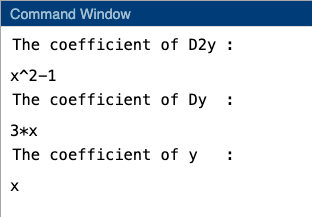 Command Window
The coefficient of D2y :
x^2-1
The coefficient of Dy  :
3*x
The coefficient of y   :
x